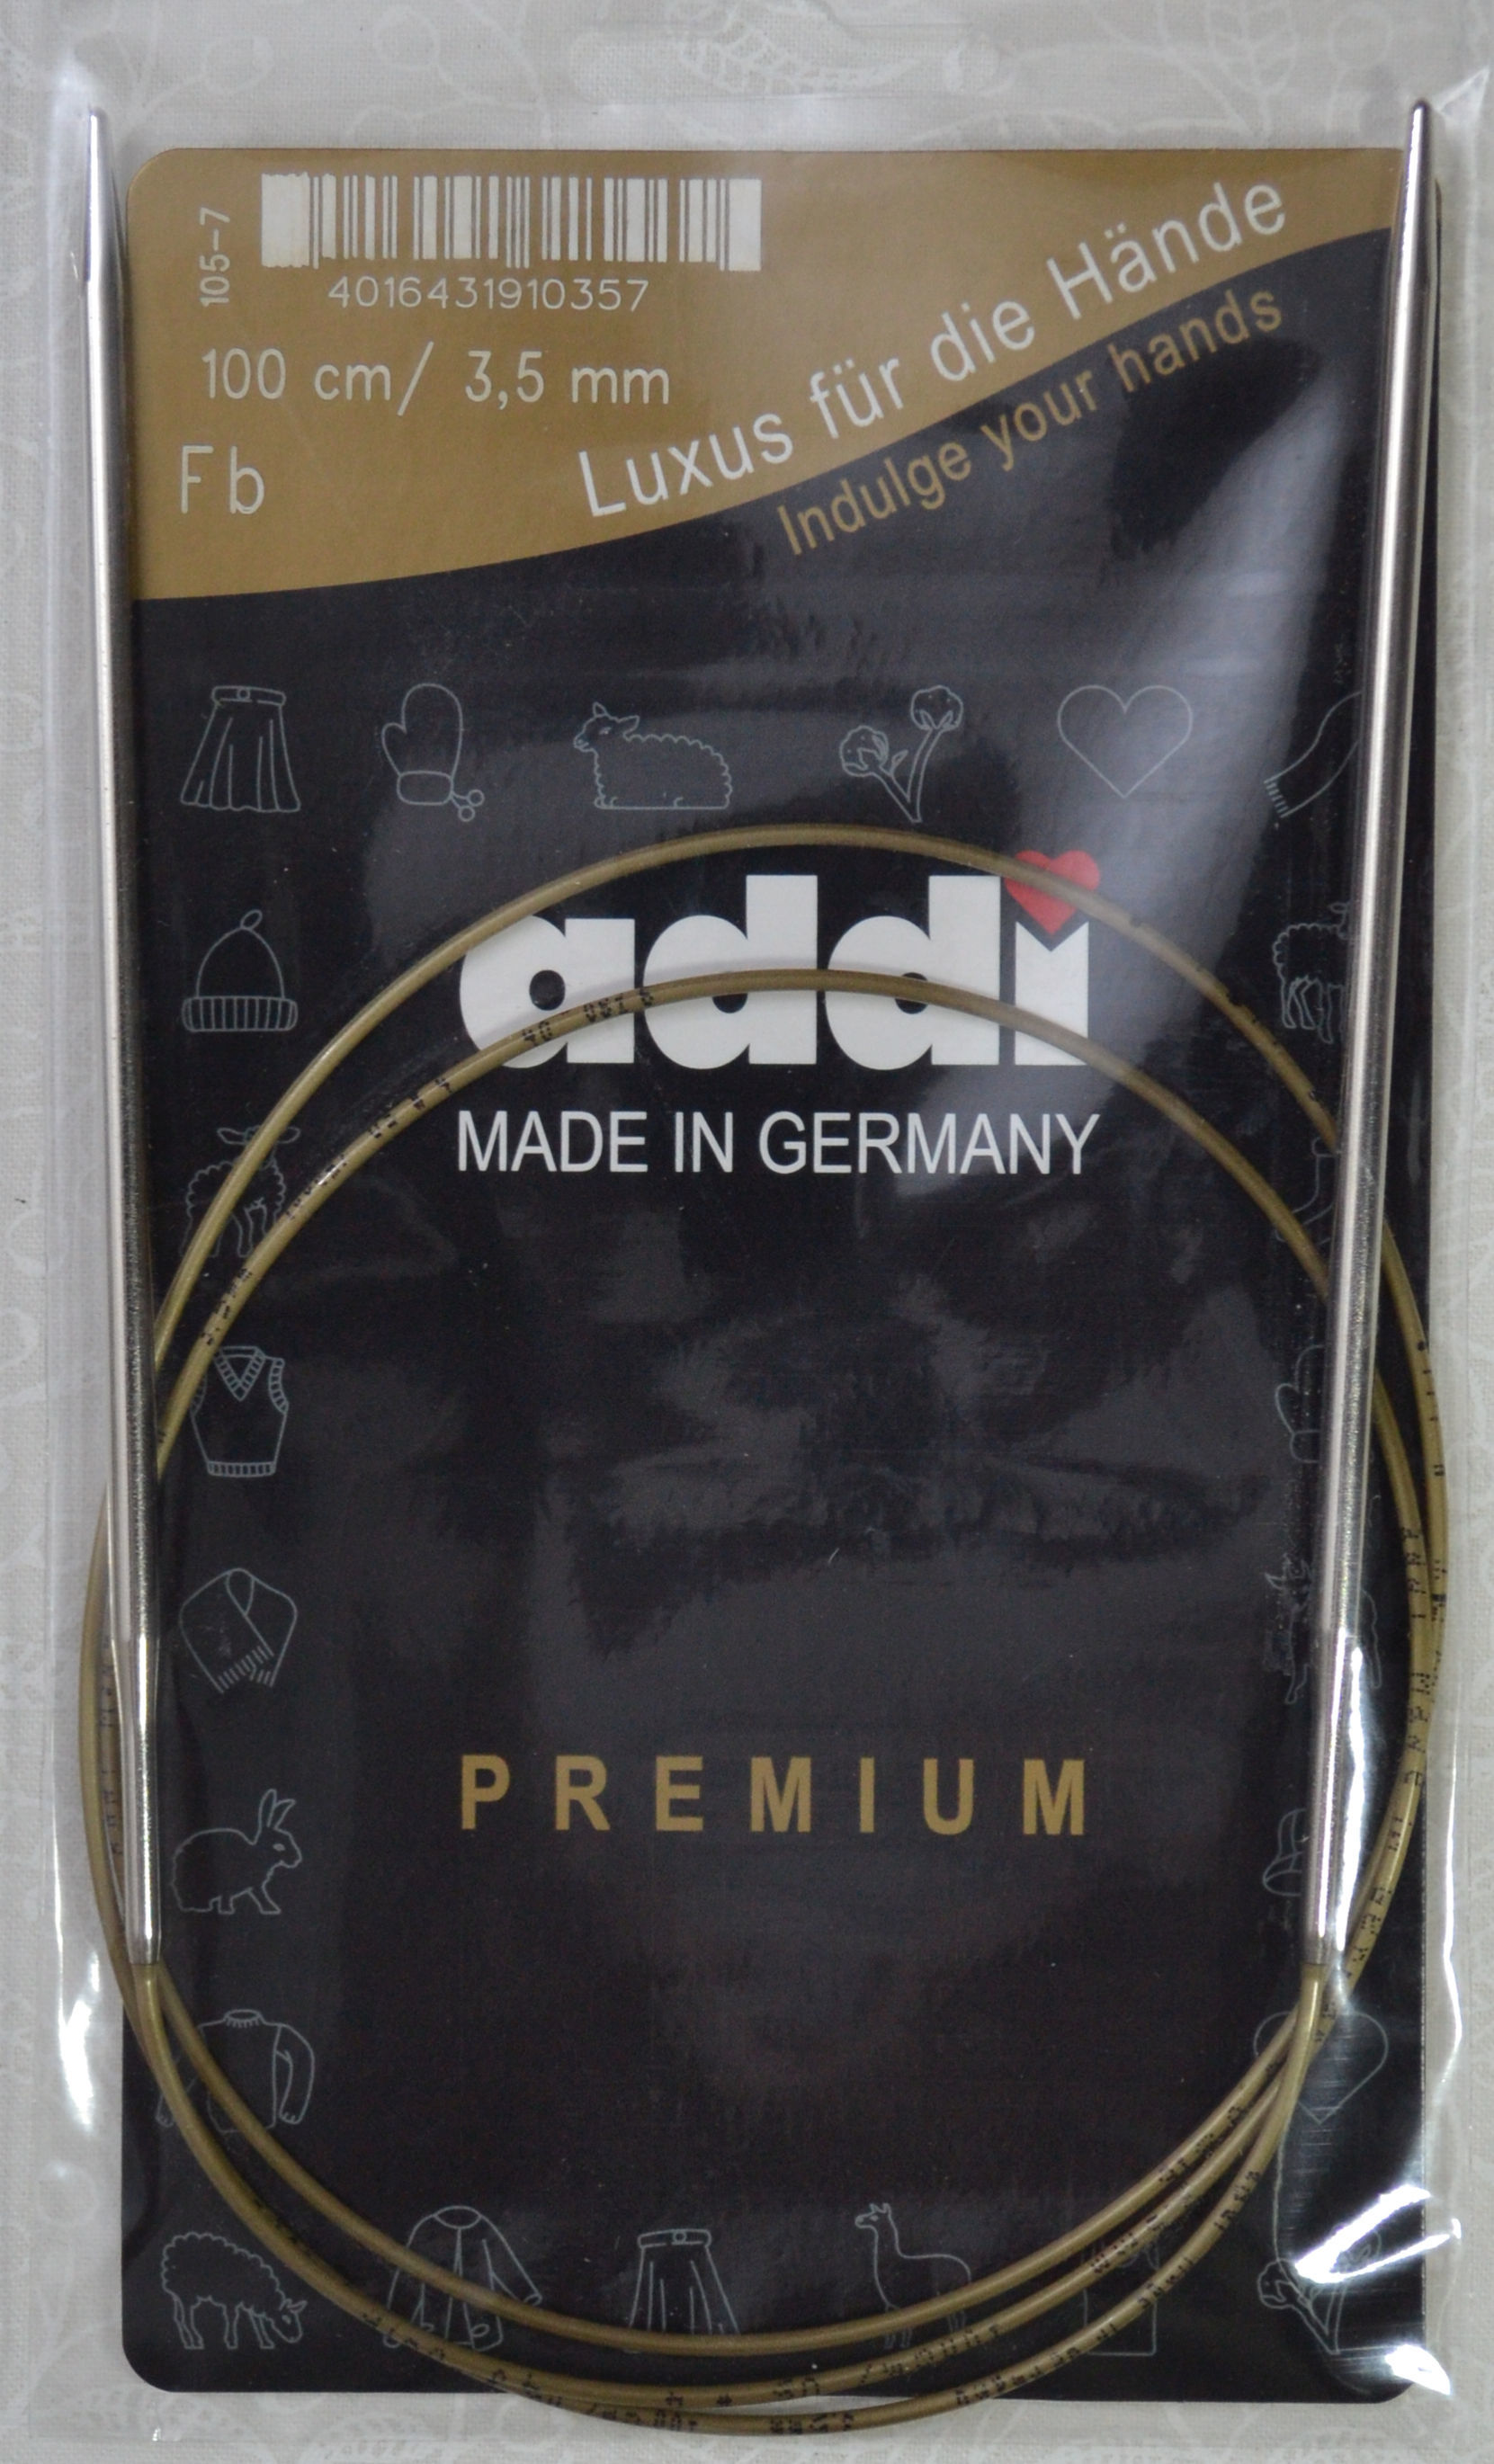 105-7
4016431910357
100 cm/ 3,5 mm
Fb
Luxus für die Hände
Indulge your hands
addi
MADE IN GERMANY
PREMIUM